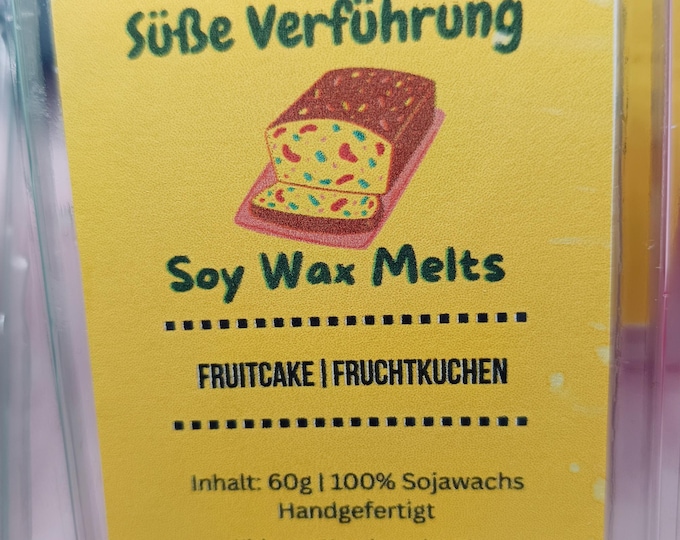 Süße Verführung
Soy Wax Melts
FRUITCAKE | FRUCHTKUCHEN
Inhalt: 60g | 100% Sojawachs
Handgefertigt